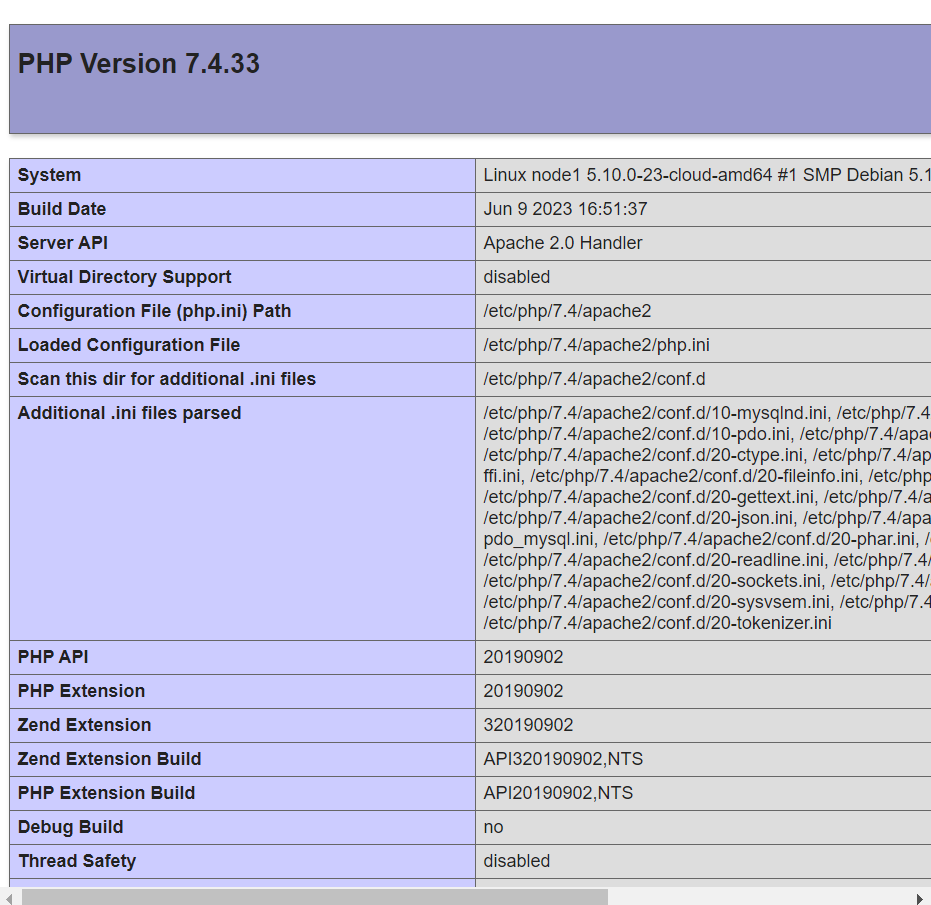 PHP Version 7.4.33
System Linux node1 5.10.0-23-cloud-amd64 #1 SMP Debian 5.1
Build Date Jun 9 2023 16:51:37
Server API Apache 2.0 Handler
Virtual Directory Support disabled
Configuration File (php.ini) Path /etc/php/7.4/apache2
Loaded Configuration File /etc/php/7.4/apache2/php.ini
Scan this dir for additional .ini files /etc/php/7.4/apache2/conf.d
Additional .ini files parsed /etc/php/7.4/apache2/conf.d/10-mysqlnd.ini, /etc/php/7.4
/etc/php/7.4/apache2/conf.d/10-pdo.ini, /etc/php/7.4/apac
/etc/php/7.4/apache2/conf.d/20-ctype.ini, /etc/php/7.4/ap
ffi.ini, /etc/php/7.4/apache2/conf.d/20-fileinfo.ini, /etc/php
/etc/php/7.4/apache2/conf.d/20-gettext.ini, /etc/php/7.4/a
/etc/php/7.4/apache2/conf.d/20-json.ini, /etc/php/7.4/apa
pdo_mysql.ini, /etc/php/7.4/apache2/conf.d/20-phar.ini, /
/etc/php/7.4/apache2/conf.d/20-readline.ini, /etc/php/7.4/
/etc/php/7.4/apache2/conf.d/20-sockets.ini, /etc/php/7.4/
/etc/php/7.4/apache2/conf.d/20-sysvsem.ini, /etc/php/7.4
/etc/php/7.4/apache2/conf.d/20-tokenizer.ini
PHP API 20190902
PHP Extension 20190902
Zend Extension 320190902
Zend Extension Build API320190902,NTS
PHP Extension Build API20190902,NTS
Debug Build no
Thread Safety disabled